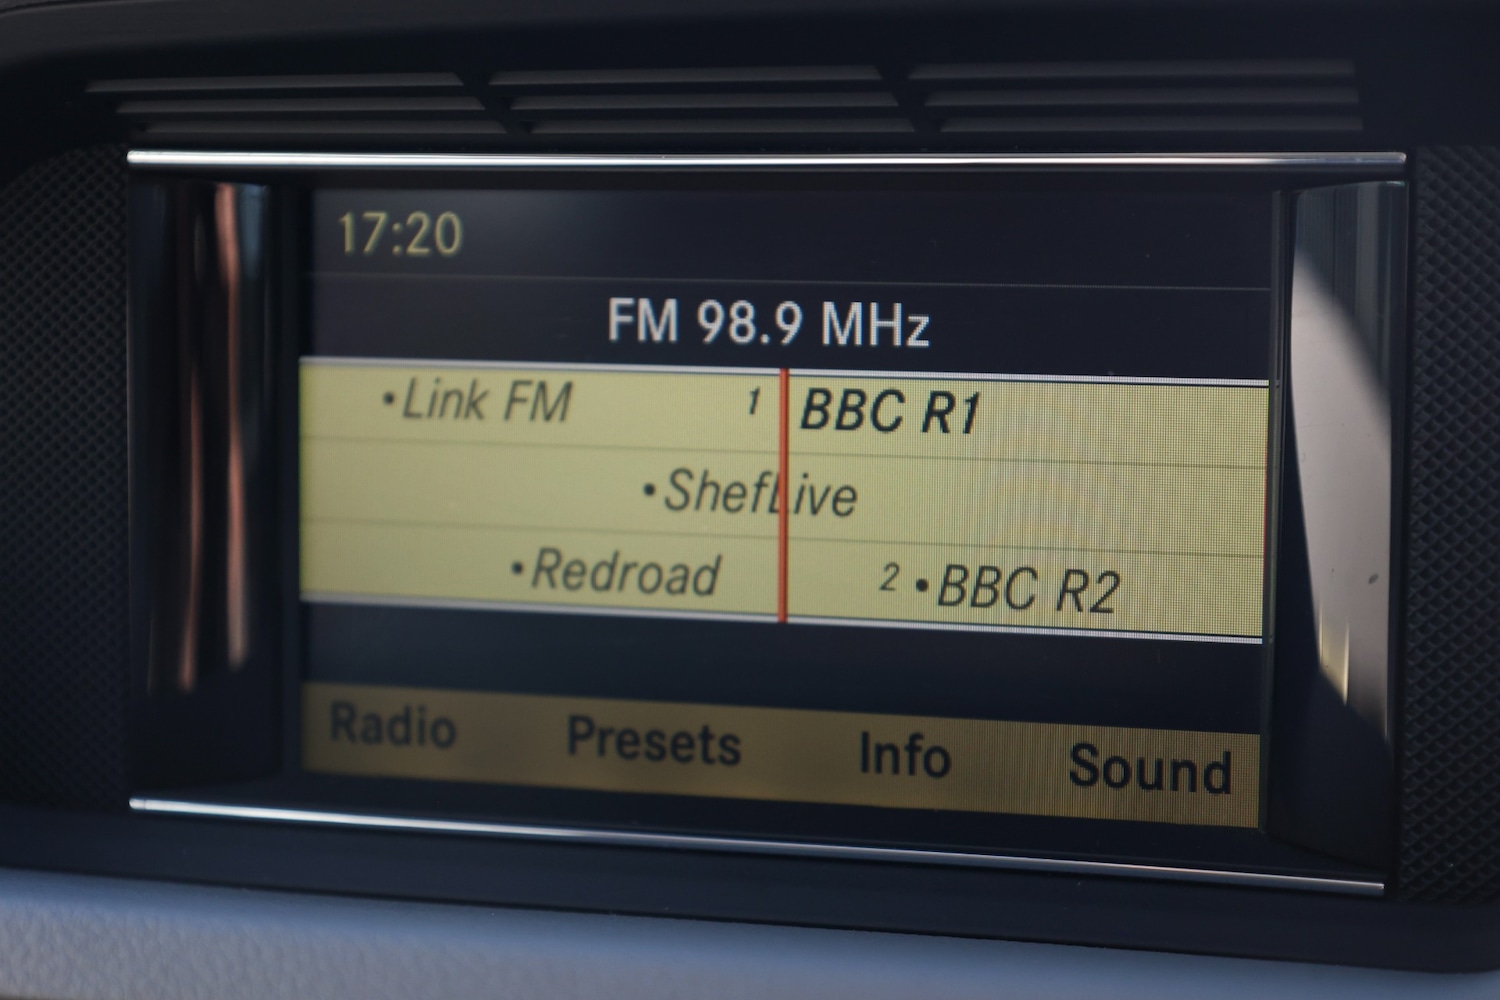 17:20
FM 98.9 MHz
•Link FM 1 BBC R1
•ShefLive
•Redroad 2 •BBC R2
Radio Presets Info Sound